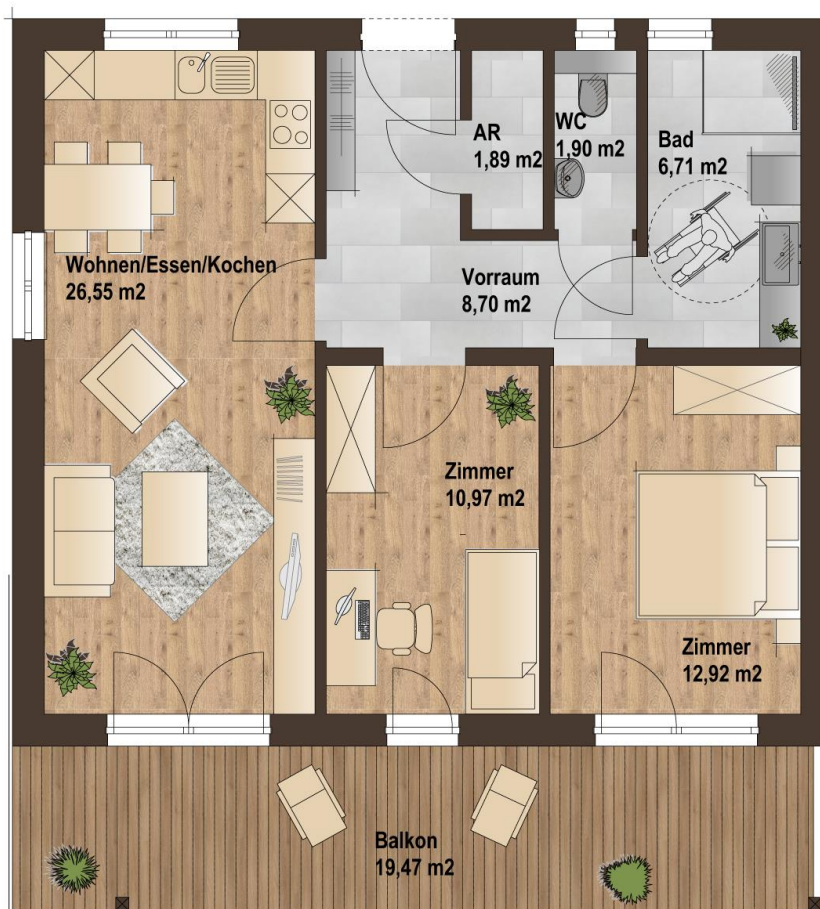 AR
1,89 m2
WC
1,90 m2
Bad
6,71 m2
Wohnen/Essen/Kochen
26,55 m2
Vorraum
8,70 m2
Zimmer
10,97 m2
Zimmer
12,92 m2
Balkon
19,47 m2